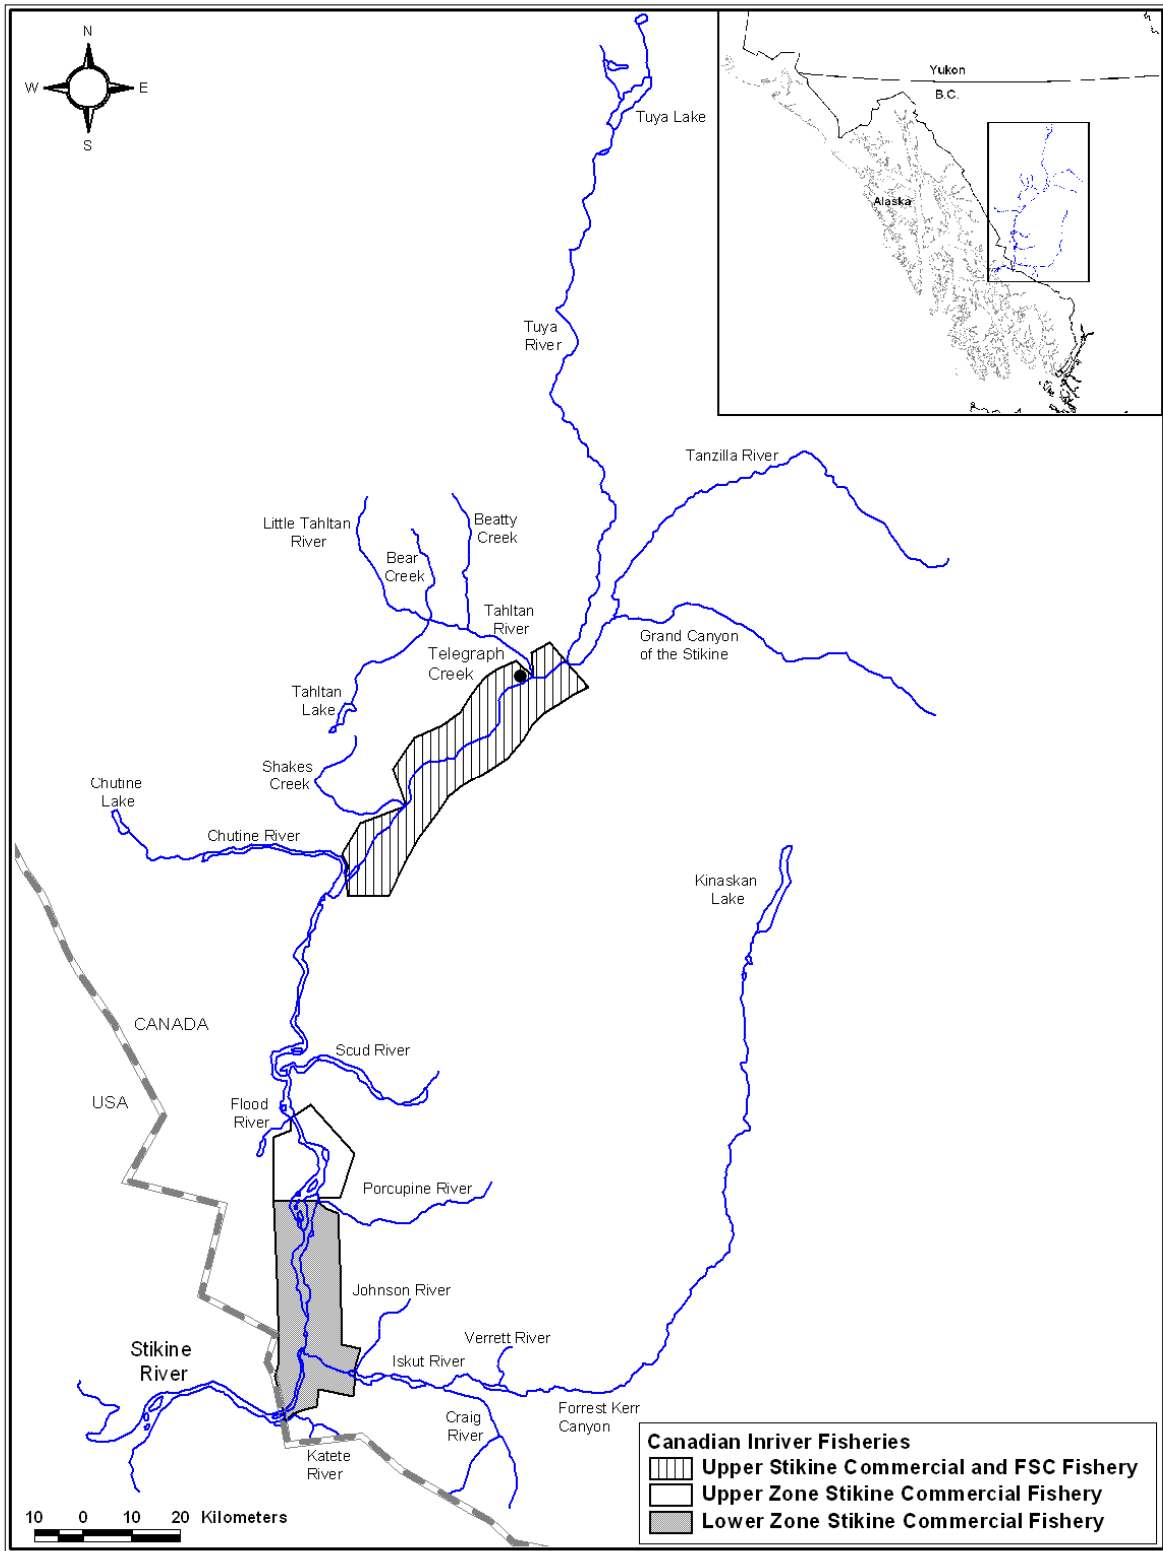 N
W E
S
Tuya Lake
Yukon
B.C.
Alaska
Tuya
River
Tanzilla River
Little Tahltan
River
Beatty
Creek
Bear
Creek
Tahltan
River
Grand Canyon
of the Stikine
Telegraph
Creek
Tahltan
Lake
Shakes
Creek
Chutine
Lake
Chutine River
Kinaskan
Lake
CANADA
Scud River
USA
Flood
River
Porcupine River
Johnson River
Verrett River
Stikine
River
Iskut River
Forrest Kerr
Canyon
Craig
River
Katete
River
Canadian Inriver Fisheries
Upper Stikine Commercial and FSC Fishery
Upper Zone Stikine Commercial Fishery
Lower Zone Stikine Commercial Fishery
10 0 10 20 Kilometers